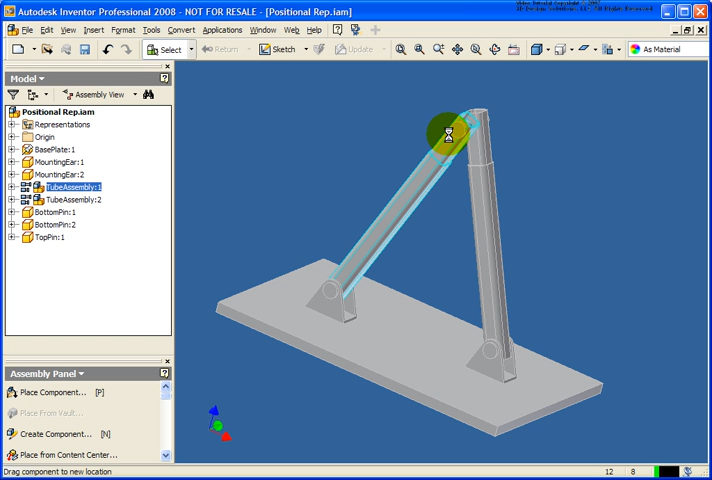 Autodesk Inventor Professional 2008 - NOT FOR RESALE - [Positional Rep.iam]
File Edit View Insert Format Tools Convert Applications Window Web Help
Select Return Sketch Update As Material
Model
Assembly View
Positional Rep.iam
Representations
Origin
BasePlate:1
MountingEar:1
MountingEar:2
TubeAssembly:1
TubeAssembly:2
BottomPin:1
BottomPin:2
TopPin:1
Assembly Panel
Place Component... [P]
Place From Vault...
Create Component... [N]
Place from Content Center...
Drag component to new location 12 8